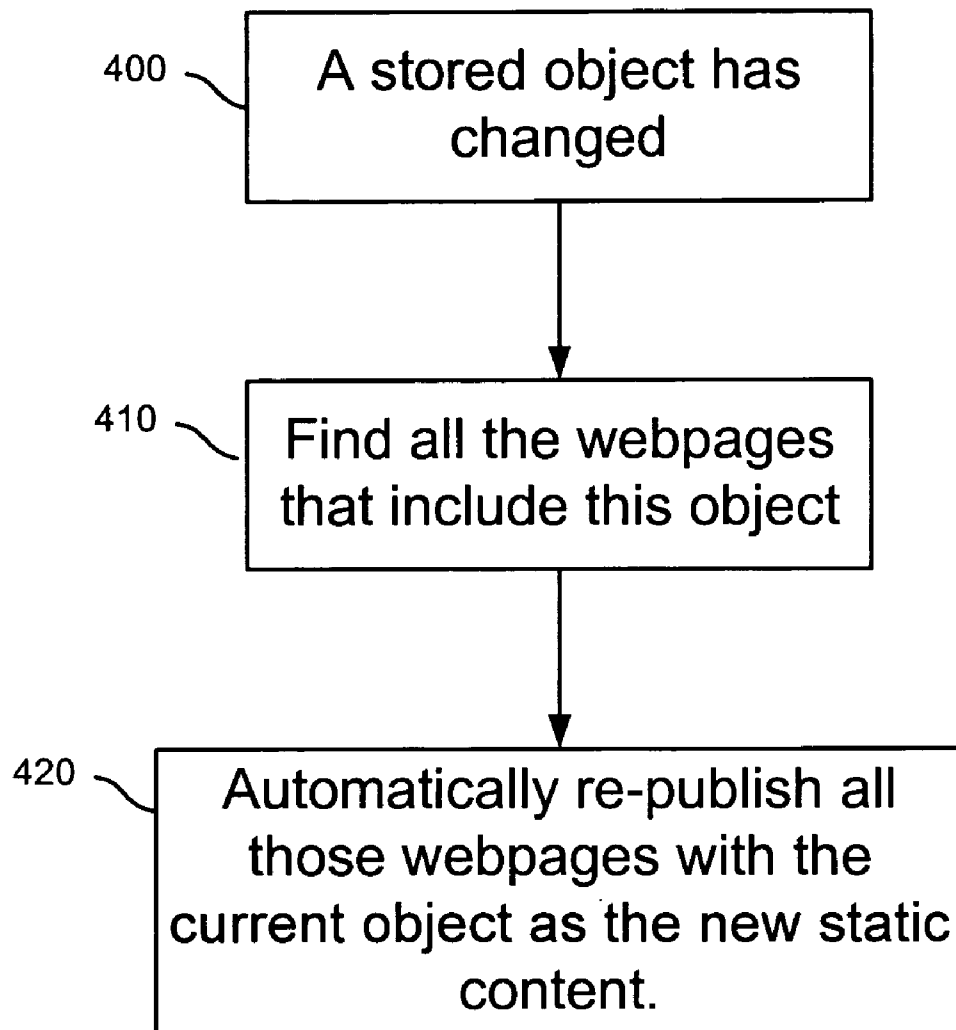 400
A stored object has
changed
410
Find all the webpages
that include this object
420
Automatically re-publish all
those webpages with the
current object as the new static
content.